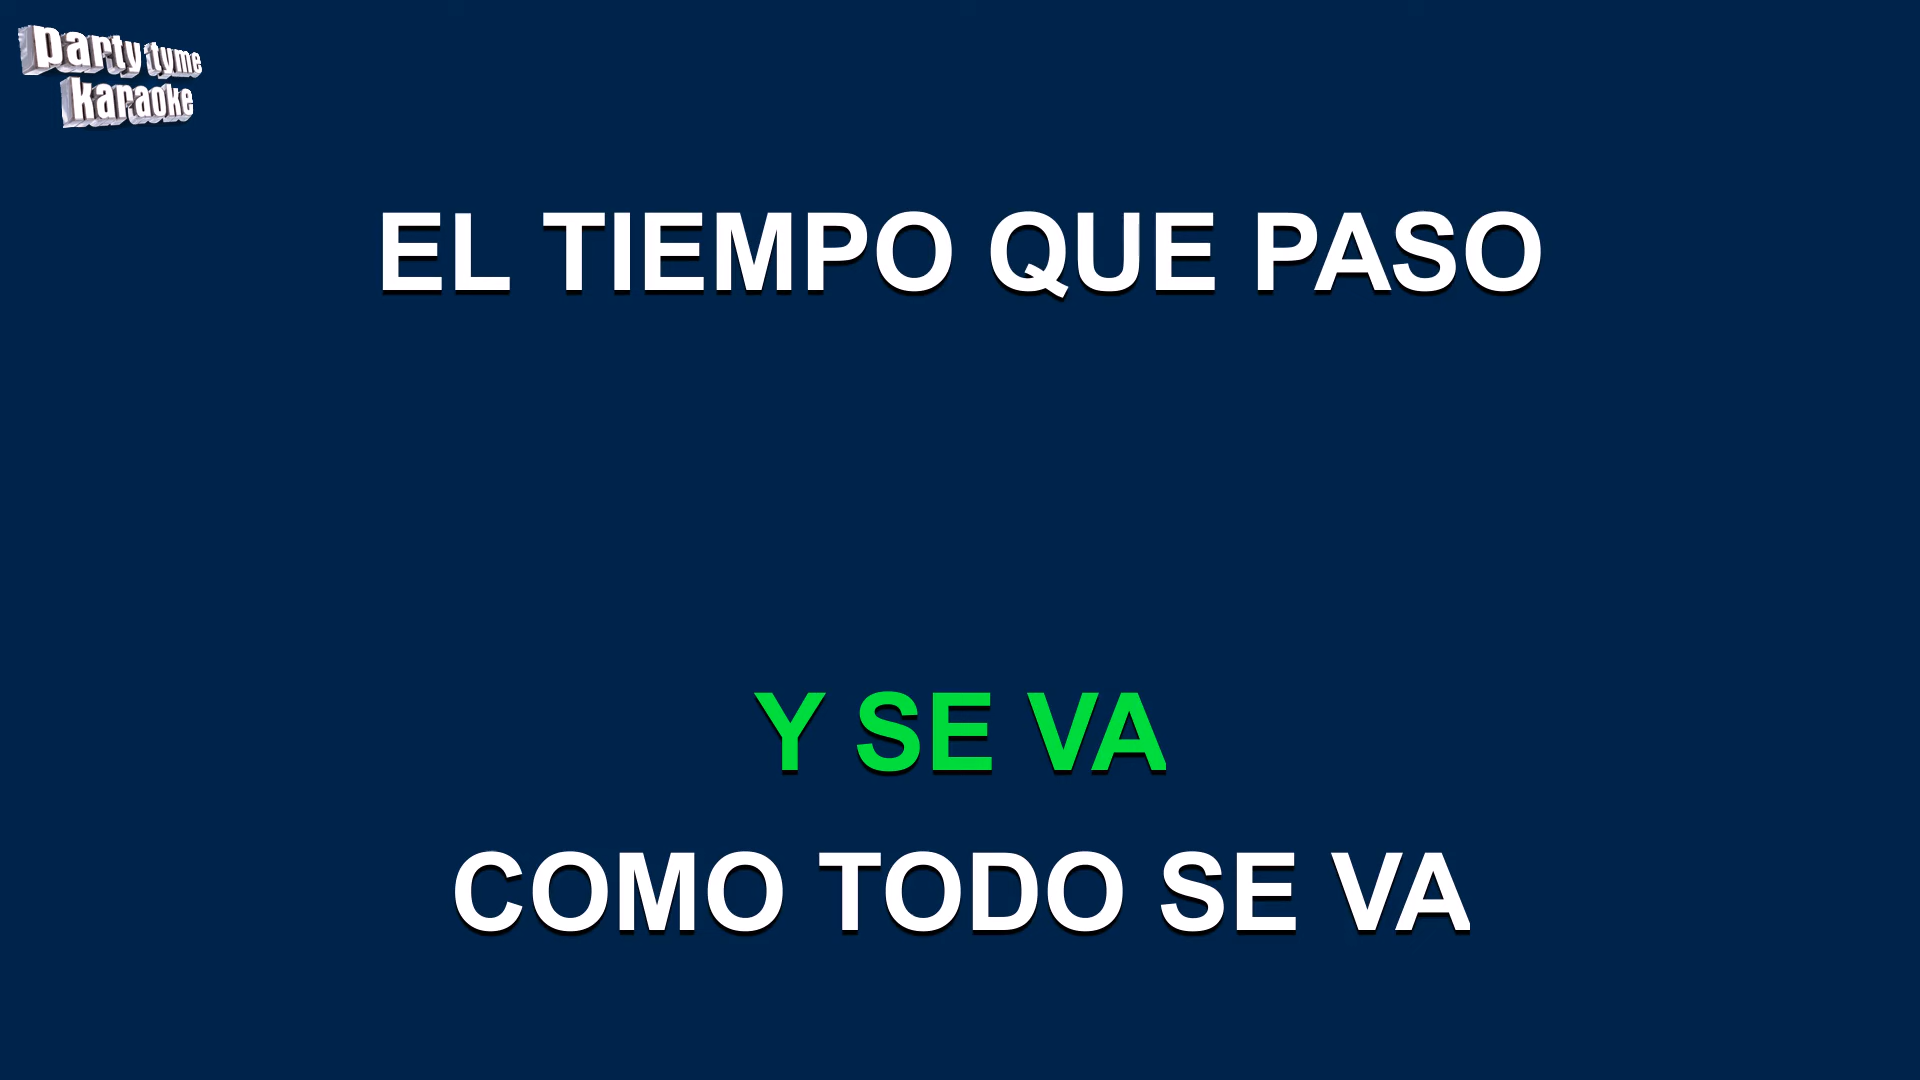 party tyme
karaoke
EL TIEMPO QUE PASO
Y SE VA
COMO TODO SE VA